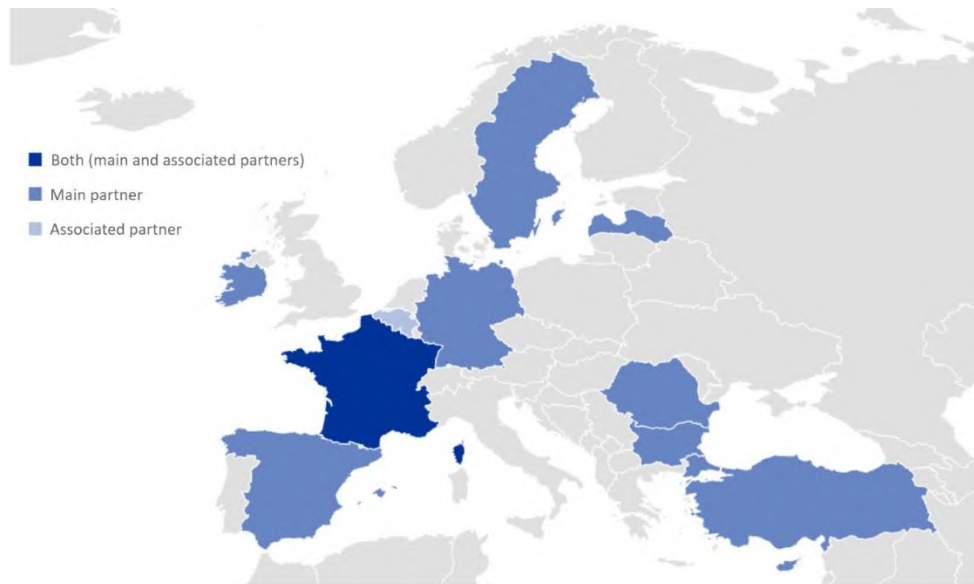 Both (main and associated partners)
Main partner
Associated partner